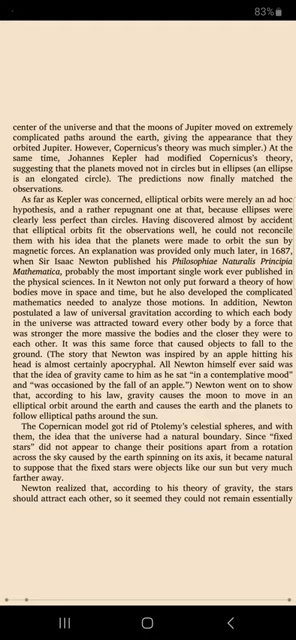 83%
center of the universe and that the moons of Jupiter moved on extremely
complicated paths around the earth, giving the appearance that they
orbited Jupiter. However, Copernicus's theory was much simpler.) At the
same time, Johannes Kepler had modified Copernicus's theory,
suggesting that the planets moved not in circles but in ellipses (an ellipse
is an elongated circle). The predictions now finally matched the
observations.
As far as Kepler was concerned, elliptical orbits were merely an ad hoc
hypothesis, and a rather repugnant one at that, because ellipses were
clearly less perfect than circles. Having discovered almost by accident
that elliptical orbits fit the observations well, he could not reconcile
them with his idea that the planets were made to orbit the sun by
magnetic forces. An explanation was provided only much later, in 1687,
when Sir Isaac Newton published his Philosophiae Naturalis Principia
Mathematica, probably the most important single work ever published in
the physical sciences. In it Newton not only put forward a theory of how
bodies move in space and time, but he also developed the complicated
mathematics needed to analyze those motions. In addition, Newton
postulated a law of universal gravitation according to which each body
in the universe was attracted toward every other body by a force that
was stronger the more massive the bodies and the closer they were to
each other. It was this same force that caused objects to fall to the
ground. (The story that Newton was inspired by an apple hitting his
head is almost certainly apocryphal. All Newton himself ever said was
that the idea of gravity came to him as he sat “in a contemplative mood”
and “was occasioned by the fall of an apple.”) Newton went on to show
that, according to his law, gravity causes the moon to move in an
elliptical orbit around the earth and causes the earth and the planets to
follow elliptical paths around the sun.
The Copernican model got rid of Ptolemy's celestial spheres, and with
them, the idea that the universe had a natural boundary. Since “fixed
stars” did not appear to change their positions apart from a rotation
across the sky caused by the earth spinning on its axis, it became natural
to suppose that the fixed stars were objects like our sun but very much
farther away.
Newton realized that, according to his theory of gravity, the stars
should attract each other, so it seemed they could not remain essentially